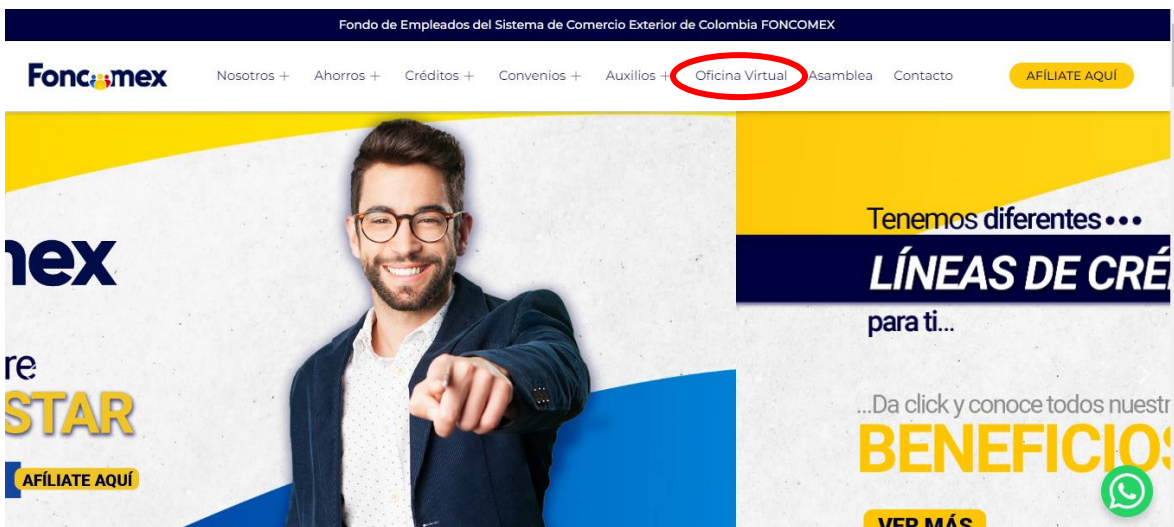 Fondo de Empleados del Sistema de Comercio Exterior de Colombia FONCOMEX
Foncomex
Nosotros + Ahorros + Créditos + Convenios + Auxilios + Oficina Virtual Asamblea Contacto AFÍLIATE AQUÍ
Tenemos diferentes •••
LÍNEAS DE CRÉ
para ti...
mex
re
STAR
AFÍLIATE AQUÍ
...Da click y conoce todos nuestr
BENEFICIOS
VER MÁS